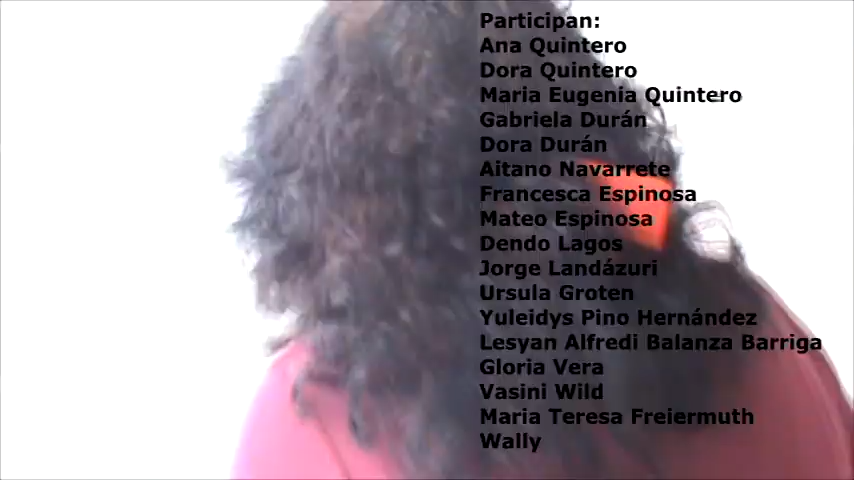 Participan:
Ana Quintero
Dora Quintero
Maria Eugenia Quintero
Gabriela Durán
Dora Durán
Aitano Navarrete
Francesca Espinosa
Mateo Espinosa
Dendo Lagos
Jorge Landázuri
Ursula Groten
Yuleidys Pino Hernández
Lesyan Alfredi Balanza Barriga
Gloria Vera
Vasini Wild
Maria Teresa Freiermuth
Wally